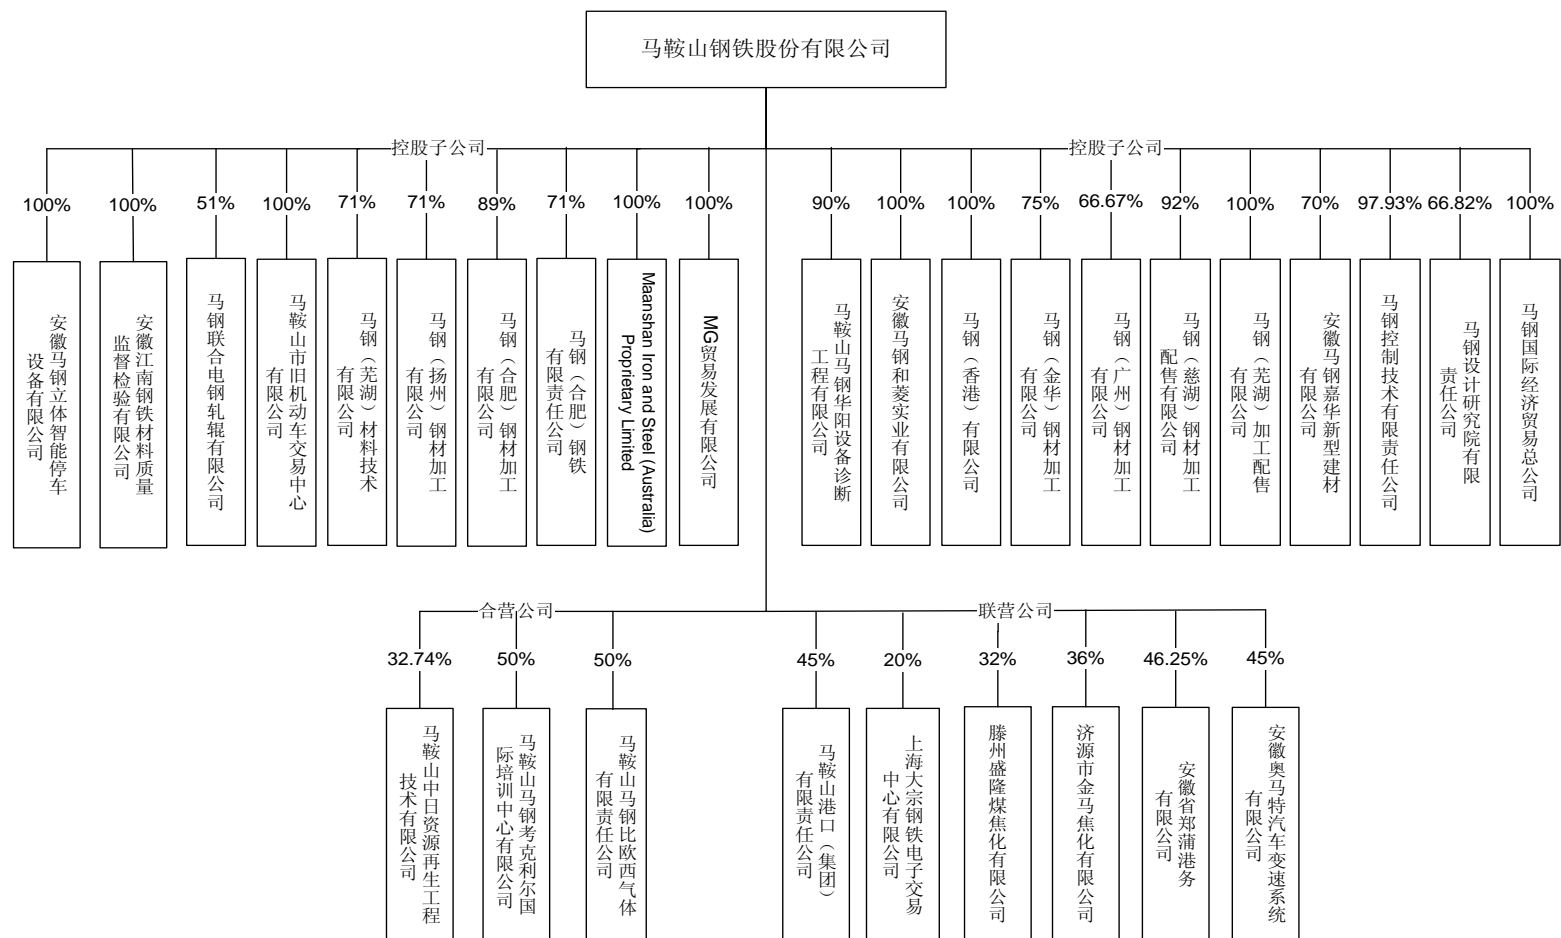 马鞍山钢铁股份有限公司
控股子公司
控股子公司
100%
100%
51%
100%
71%
71%
89%
71%
100%
100%
90%
100%
100%
75%
66.67%
92%
100%
70%
97.93%
66.82%
100%
安徽马钢立体智能停车
设备有限公司
安徽江南钢铁材料质量
监督检验有限公司
马钢联合电钢轧辊有限公司
马鞍山市旧机动车交易中心
有限公司
马钢（芜湖）材料技术
有限公司
马钢（扬州）钢材加工
有限公司
马钢（合肥）钢材加工
有限公司
马钢（合肥）钢铁
有限责任公司
Maanshan Iron and Steel (Australia)
Proprietary Limited
MG贸易发展有限公司
马鞍山马钢华阳设备诊断
工程有限公司
安徽马钢和菱实业有限公司
马钢（香港）有限公司
马钢（金华）钢材加工
有限公司
马钢（广州）钢材加工
有限公司
马钢（慈湖）钢材加工
配售有限公司
马钢（芜湖）加工配售
有限公司
安徽马钢嘉华新型建材
有限公司
马钢控制技术有限责任公司
马钢设计研究院有限
责任公司
马钢国际经济贸易总公司
合营公司
联营公司
32.74%
50%
50%
45%
20%
32%
36%
46.25%
45%
马鞍山中日资源再生工程
技术有限公司
马鞍山马钢考克利尔国
际培训中心有限公司
马鞍山马钢比欧西气体
有限责任公司
马鞍山港口（集团）
有限责任公司
上海大宗钢铁电子交易
中心有限公司
滕州盛隆煤焦化有限公司
济源市金马焦化有限公司
安徽省郑蒲港务
有限公司
安徽奥马特汽车变速系统
有限公司